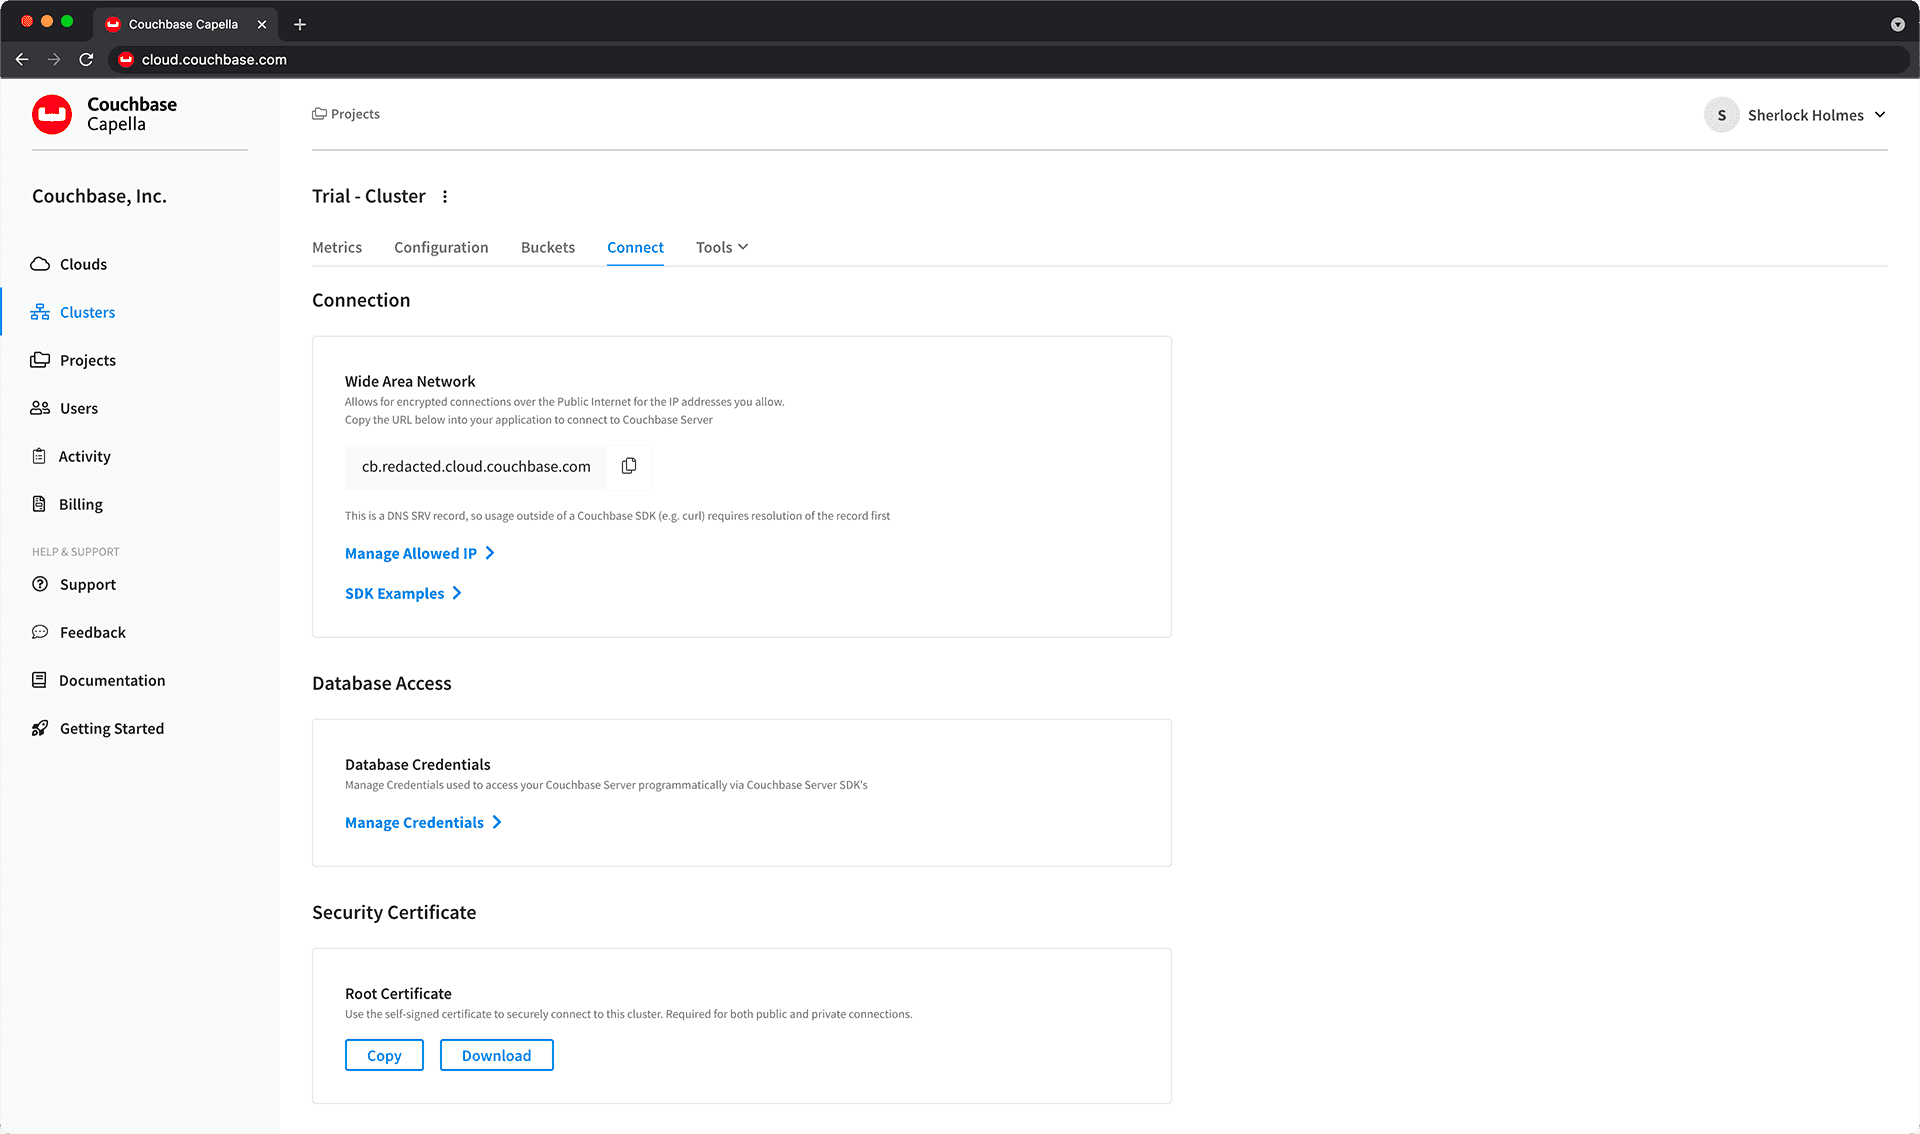 Couchbase Capella
cloud.couchbase.com
Couchbase
Capella
Projects
S
Sherlock Holmes
Couchbase, Inc.
Clouds
Clusters
Projects
Users
Activity
Billing
HELP & SUPPORT
Support
Feedback
Documentation
Getting Started
Trial - Cluster
Metrics
Configuration
Buckets
Connect
Tools
Connection
Wide Area Network
Allows for encrypted connections over the Public Internet for the IP addresses you allow.
Copy the URL below into your application to connect to Couchbase Server
cb.redacted.cloud.couchbase.com
This is a DNS SRV record, so usage outside of a Couchbase SDK (e.g. curl) requires resolution of the record first
Manage Allowed IP
SDK Examples
Database Access
Database Credentials
Manage Credentials used to access your Couchbase Server programmatically via Couchbase Server SDK's
Manage Credentials
Security Certificate
Root Certificate
Use the self-signed certificate to securely connect to this cluster. Required for both public and private connections.
Copy
Download